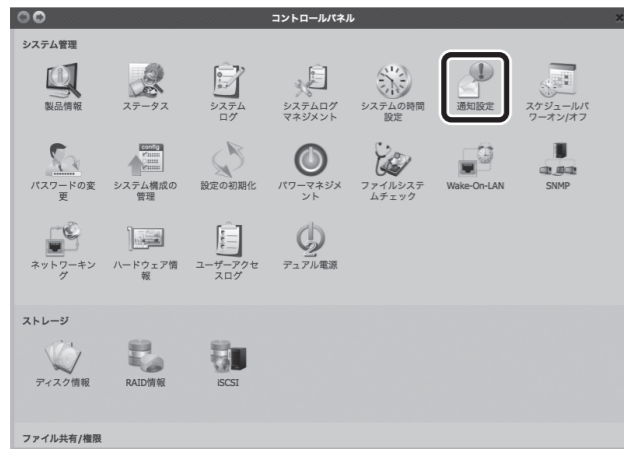 コントロールパネル
システム管理
製品情報
ステータス
システム
ログ
システムログ
マネジメント
システムの時間
設定
通知設定
スケジュールパ
ワーオン/オフ
パスワードの変
更
config
システム構成の
管理
設定の初期化
パワーマネジメ
ント
ファイルシステ
ムチェック
Wake-On-LAN
SNMP
ネットワーキン
グ
ハードウェア情
報
ユーザーアクセ
スログ
デュアル電源
ストレージ
ディスク情報
RAID情報
iSCSI
ファイル共有/権限